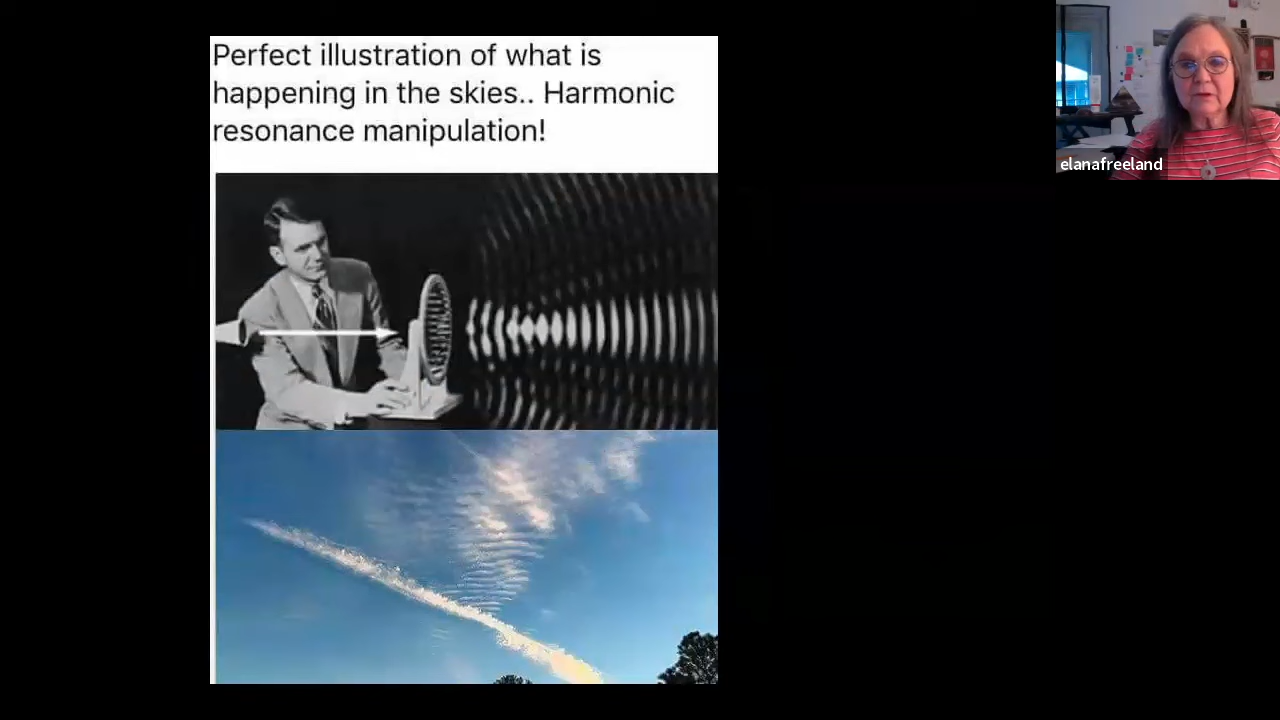 Perfect illustration of what is
happening in the skies.. Harmonic
resonance manipulation!
elanafreeland